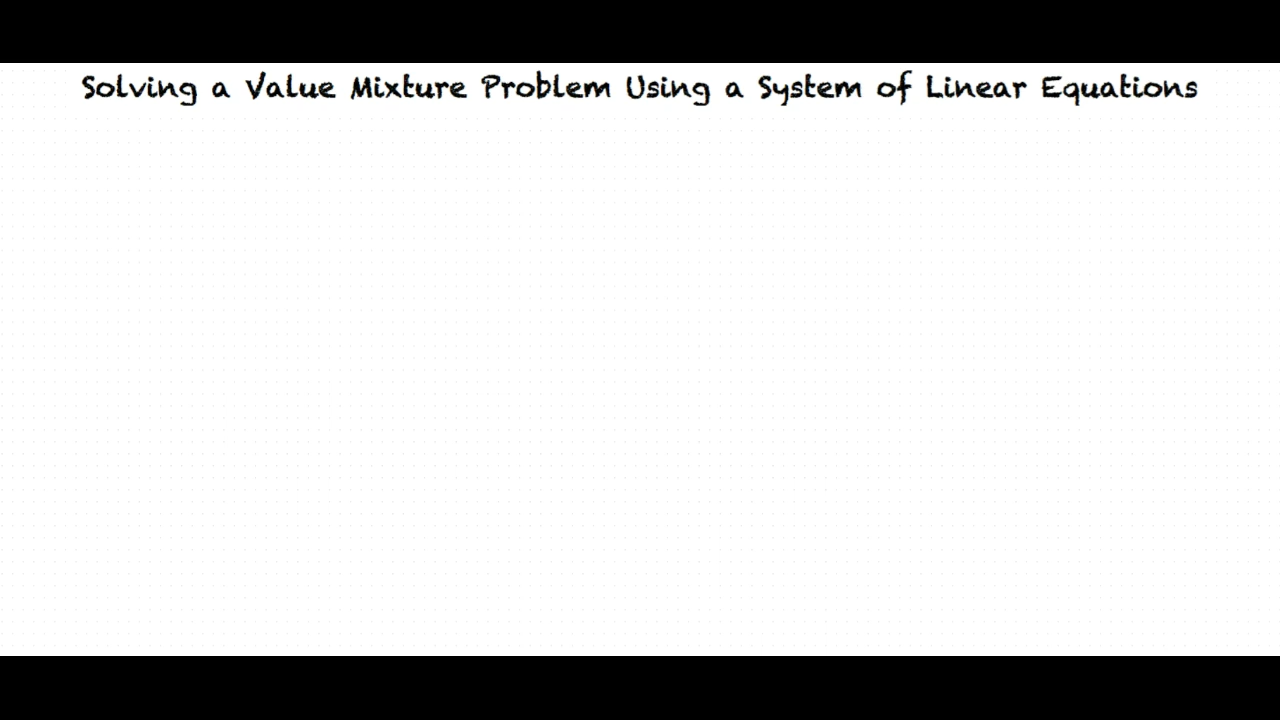 Solving a Value Mixture Problem Using a System of Linear Equations